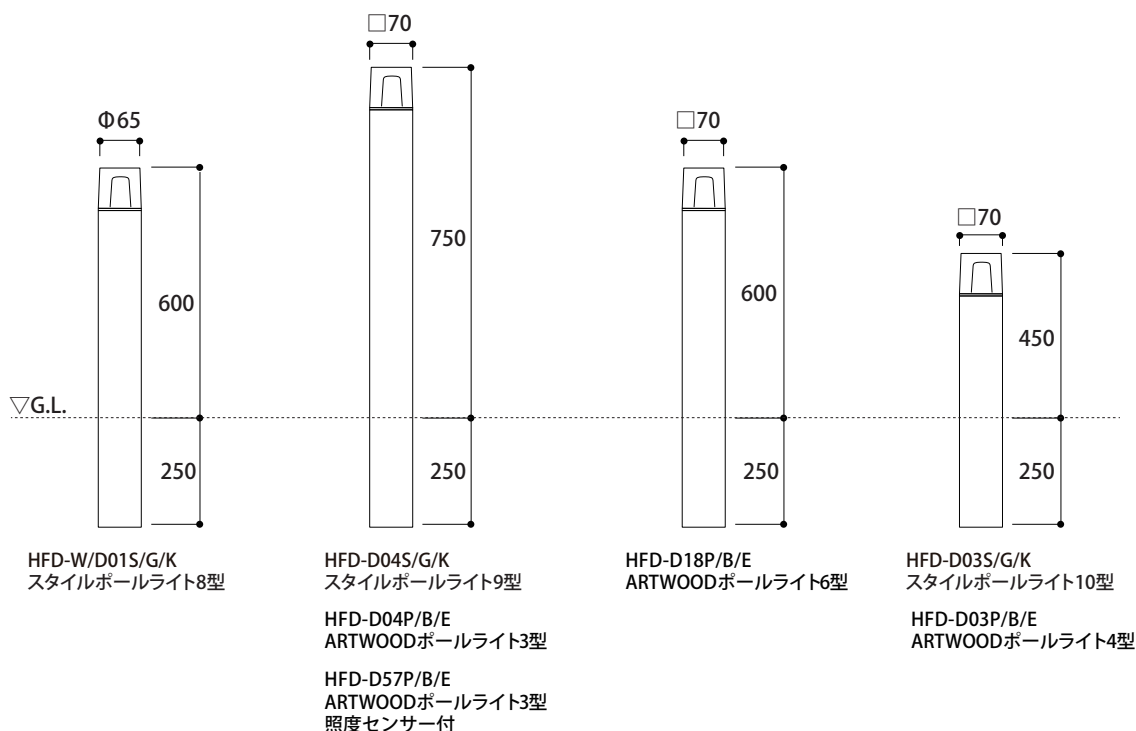 □70
Φ65
□70
□70
750
600
600
450
▽G.L.
250
250
250
250
HFD-W/D01S/G/K
スタイルポールライト8型
HFD-D04S/G/K
スタイルポールライト9型
HFD-D04P/B/E
ARTWOODポールライト3型
HFD-D57P/B/E
ARTWOODポールライト3型
照度センサー付
HFD-D18P/B/E
ARTWOODポールライト6型
HFD-D03S/G/K
スタイルポールライト10型
HFD-D03P/B/E
ARTWOODポールライト4型